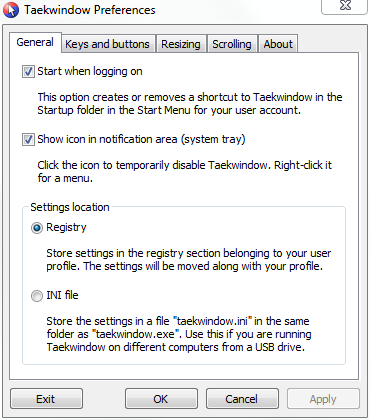 Taekwindow Preferences
General Keys and buttons Resizing Scrolling About
Start when logging on
This option creates or removes a shortcut to Taekwindow in the
Startup folder in the Start Menu for your user account.
Show icon in notification area (system tray)
Click the icon to temporarily disable Taekwindow. Right-click it
for a menu.
Settings location
Registry
Store settings in the registry section belonging to your user
profile. The settings will be moved along with your profile.
INI file
Store the settings in a file "taekwindow.ini" in the same
folder as "taekwindow.exe". Use this if you are running
Taekwindow on different computers from a USB drive.
Exit OK Cancel Apply